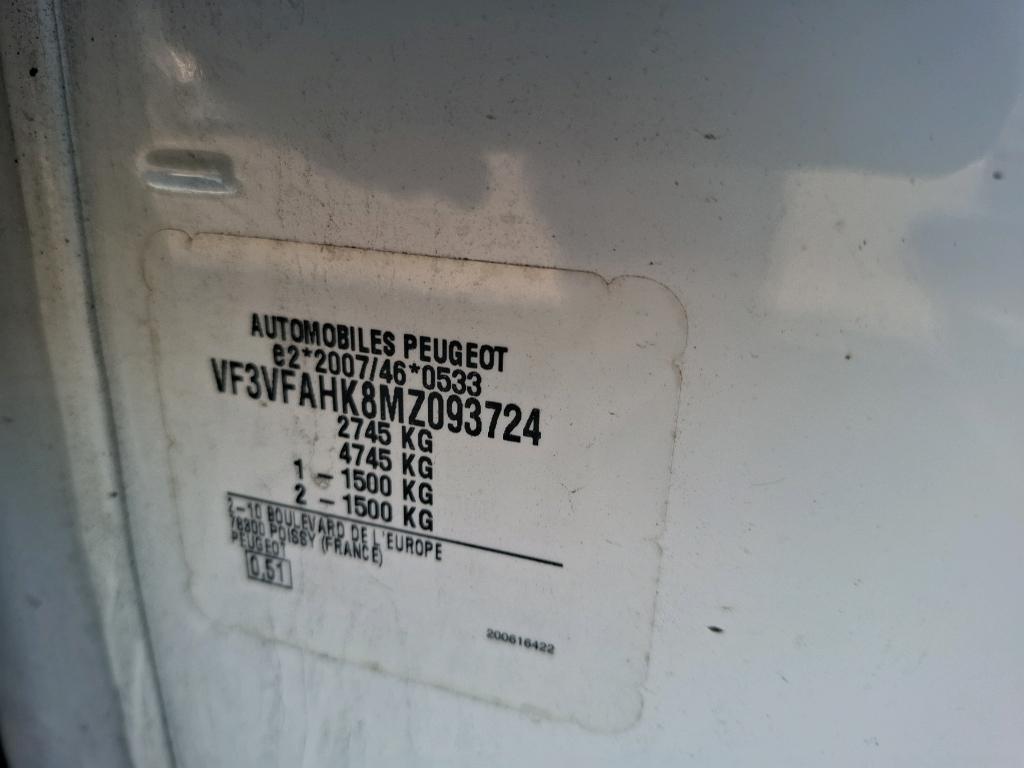 AUTOMOBILES PEUGEOT
e2*2007/46*0533
VF3VFAHK8MZ093724
2745 KG
4745 KG
1 - 1500 KG
2 - 1500 KG
2-10 BOULEVARD DE L'EUROPE
78300 POISSY (FRANCE)
PEUGEOT
0.51
200616422